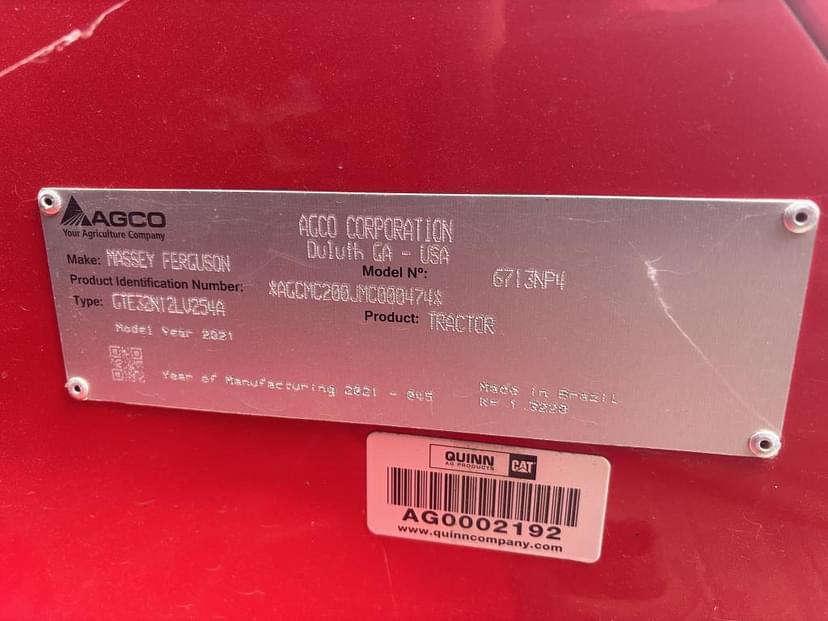 AGCO
Your Agriculture Company
AGCO CORPORATION
Duluth GA - USA
Make: MASSEY FERGUSON
Model Nº: 6713NP4
Product Identification Number: *AGCMC200JMC000474*
Type: GTE32N12LV254A
Product: TRACTOR
Model Year 2021
Year of Manufacturing 2021 - 045
Made in Brazil
K= 1.3228
QUINN
AG PRODUCTS
CAT
AG0002192
www.quinncompany.com